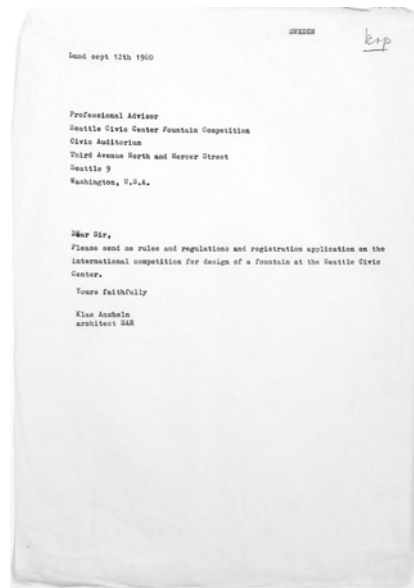 SWEDEN
kop
Lund sept 12th 1960
Professional Advisor
Seattle Civic Center Fountain Competition
Civic Auditorium
Third Avenue North and Mercer Street
Seattle 9
Washington, U.S.A.
Dear Sir,
Please send me rules and regulations and registration application on the
international competition for design of a fountain at the Seattle Civic
Center.
Yours faithfully
Klas Anshelm
architect SAR